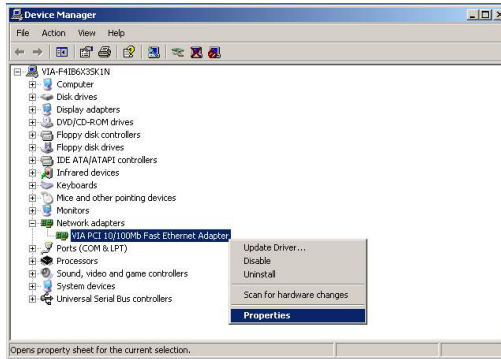 Device Manager
File Action View Help
VIA-F4IB6X3SK1N
Computer
Disk drives
Display adapters
DVD/CD-ROM drives
Floppy disk controllers
Floppy disk drives
IDE ATA/ATAPI controllers
Infrared devices
Keyboards
Mice and other pointing devices
Monitors
Network adapters
VIA PCI 10/100Mb Fast Ethernet Adapter
Ports (COM & LPT)
Processors
Sound, video and game controllers
System devices
Universal Serial Bus controllers
Update Driver...
Disable
Uninstall
Scan for hardware changes
Properties
Opens property sheet for the current selection.